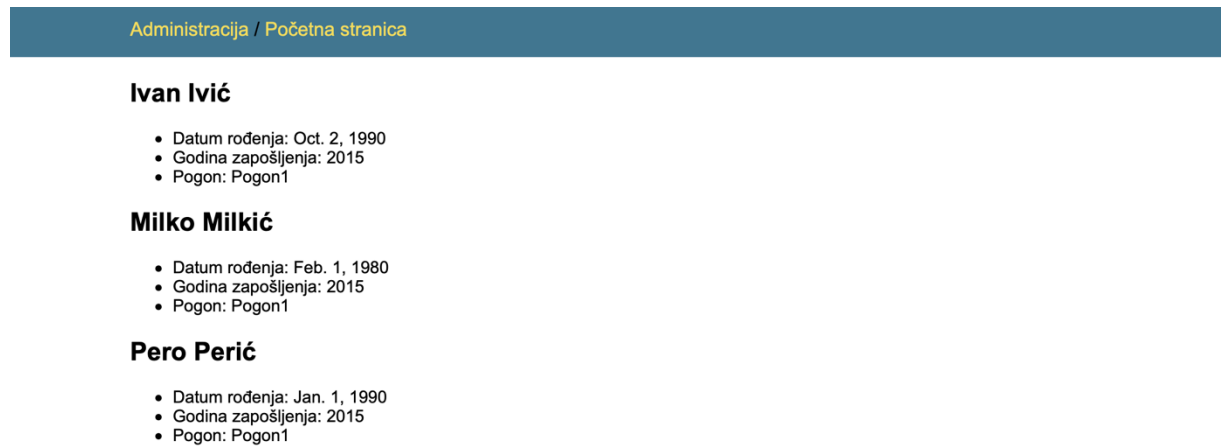 Administracija / Početna stranica
Ivan Ivić
• Datum rođenja: Oct. 2, 1990
• Godina zapošljenja: 2015
• Pogon: Pogon1
Milko Milkić
• Datum rođenja: Feb. 1, 1980
• Godina zapošljenja: 2015
• Pogon: Pogon1
Pero Perić
• Datum rođenja: Jan. 1, 1990
• Godina zapošljenja: 2015
• Pogon: Pogon1